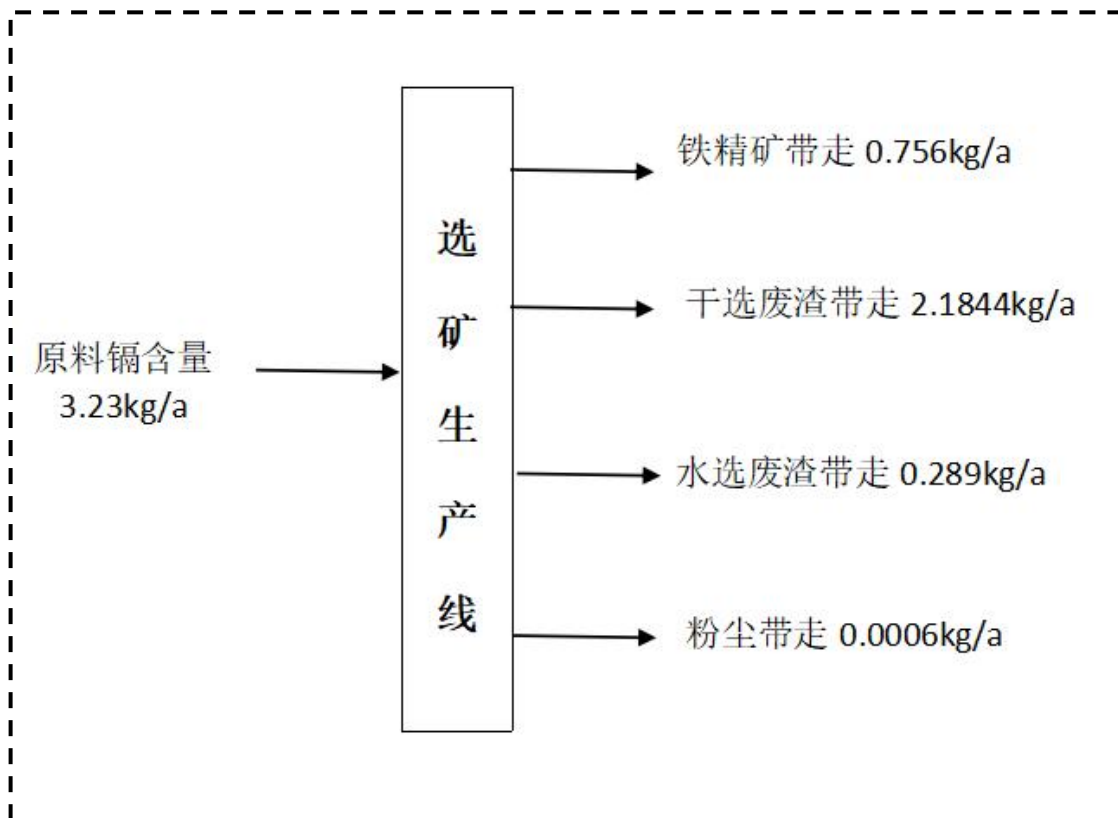 铁精矿带走 0.756kg/a
干选废渣带走 2.1844kg/a
原料镉含量
3.23kg/a
选
矿
生
产
线
水选废渣带走 0.289kg/a
粉尘带走 0.0006kg/a